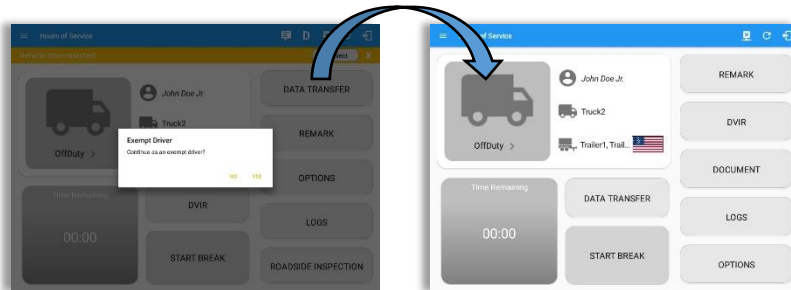 Hours of Service
D
Vehicle disconnected
X
John Doe Jr.
Truck2
OffDuty >
Exempt Driver
Continue as an exempt driver?
NO YES
Time Remaining
00:00
DVIR
START BREAK
DATA TRANSFER
REMARK
OPTIONS
LOGS
ROADSIDE INSPECTION
of Service
John Doe Jr.
Truck2
Trailer1, Trail...
OffDuty >
Time Remaining
00:00
DATA TRANSFER
START BREAK
REMARK
DVIR
DOCUMENT
LOGS
OPTIONS